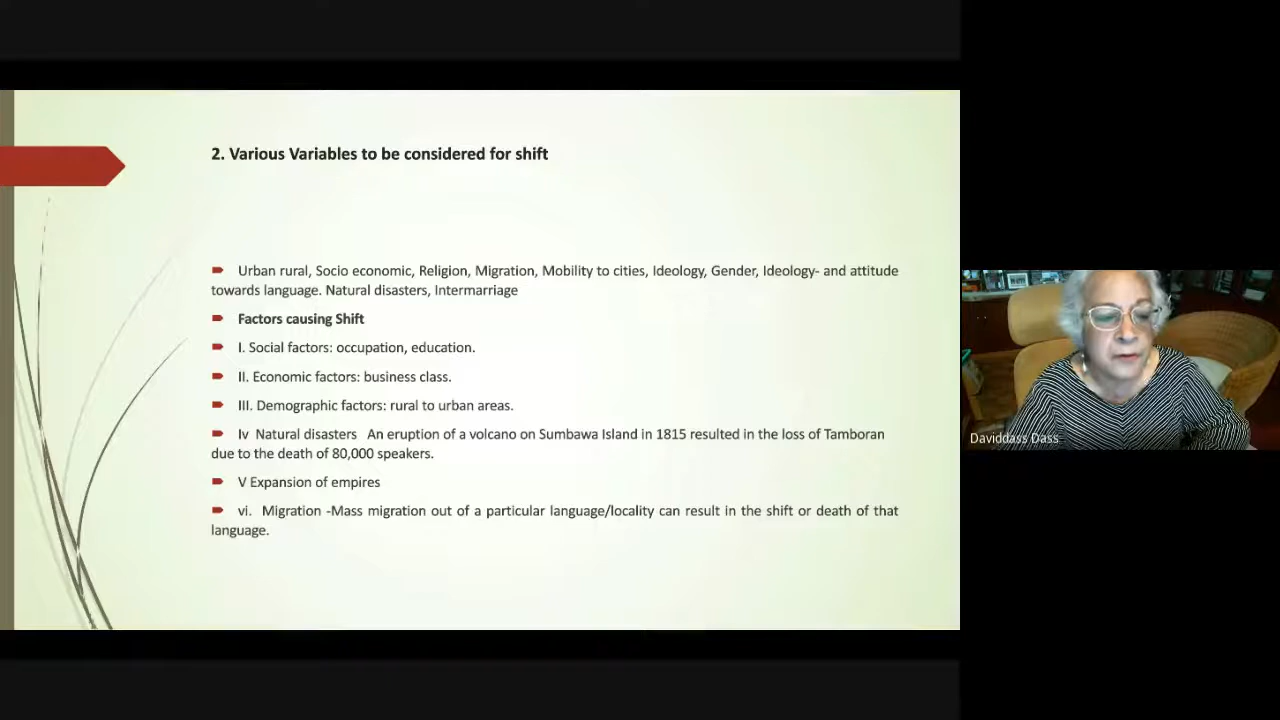 2. Various Variables to be considered for shift
Urban rural, Socio economic, Religion, Migration, Mobility to cities, Ideology, Gender, Ideology- and attitude
towards language. Natural disasters, Intermarriage
Factors causing Shift
I. Social factors: occupation, education.
II. Economic factors: business class.
III. Demographic factors: rural to urban areas.
Iv Natural disasters An eruption of a volcano on Sumbawa Island in 1815 resulted in the loss of Tamboran
due to the death of 80,000 speakers.
V Expansion of empires
vi. Migration -Mass migration out of a particular language/locality can result in the shift or death of that
language.
Daviddass Dass